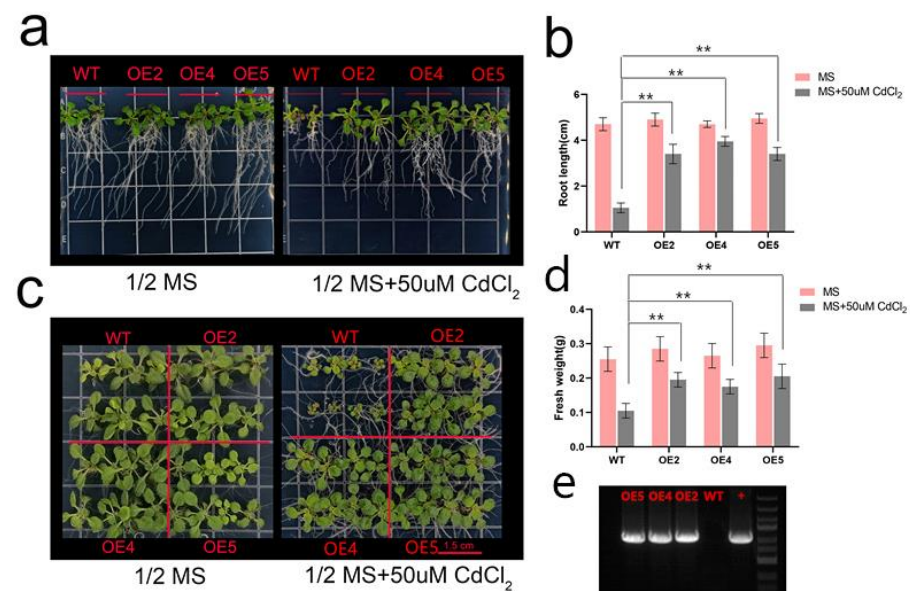 a
WT OE2 OE4 OE5 WT OE2 OE4 OE5
1/2 MS 1/2 MS+50uM CdCl2
b
MS
MS+50uM CdCl2
**
**
**
Root length(cm)
6
4
2
0
WT OE2 OE4 OE5
c
WT OE2 WT OE2
OE4 OE5 OE4 OE5
1.5 cm
1/2 MS 1/2 MS+50uM CdCl2
d
MS
MS+50uM CdCl2
**
**
**
Fresh weight(g)
0.4
0.3
0.2
0.1
0.0
WT OE2 OE4 OE5
e
OE5 OE4 OE2 WT +